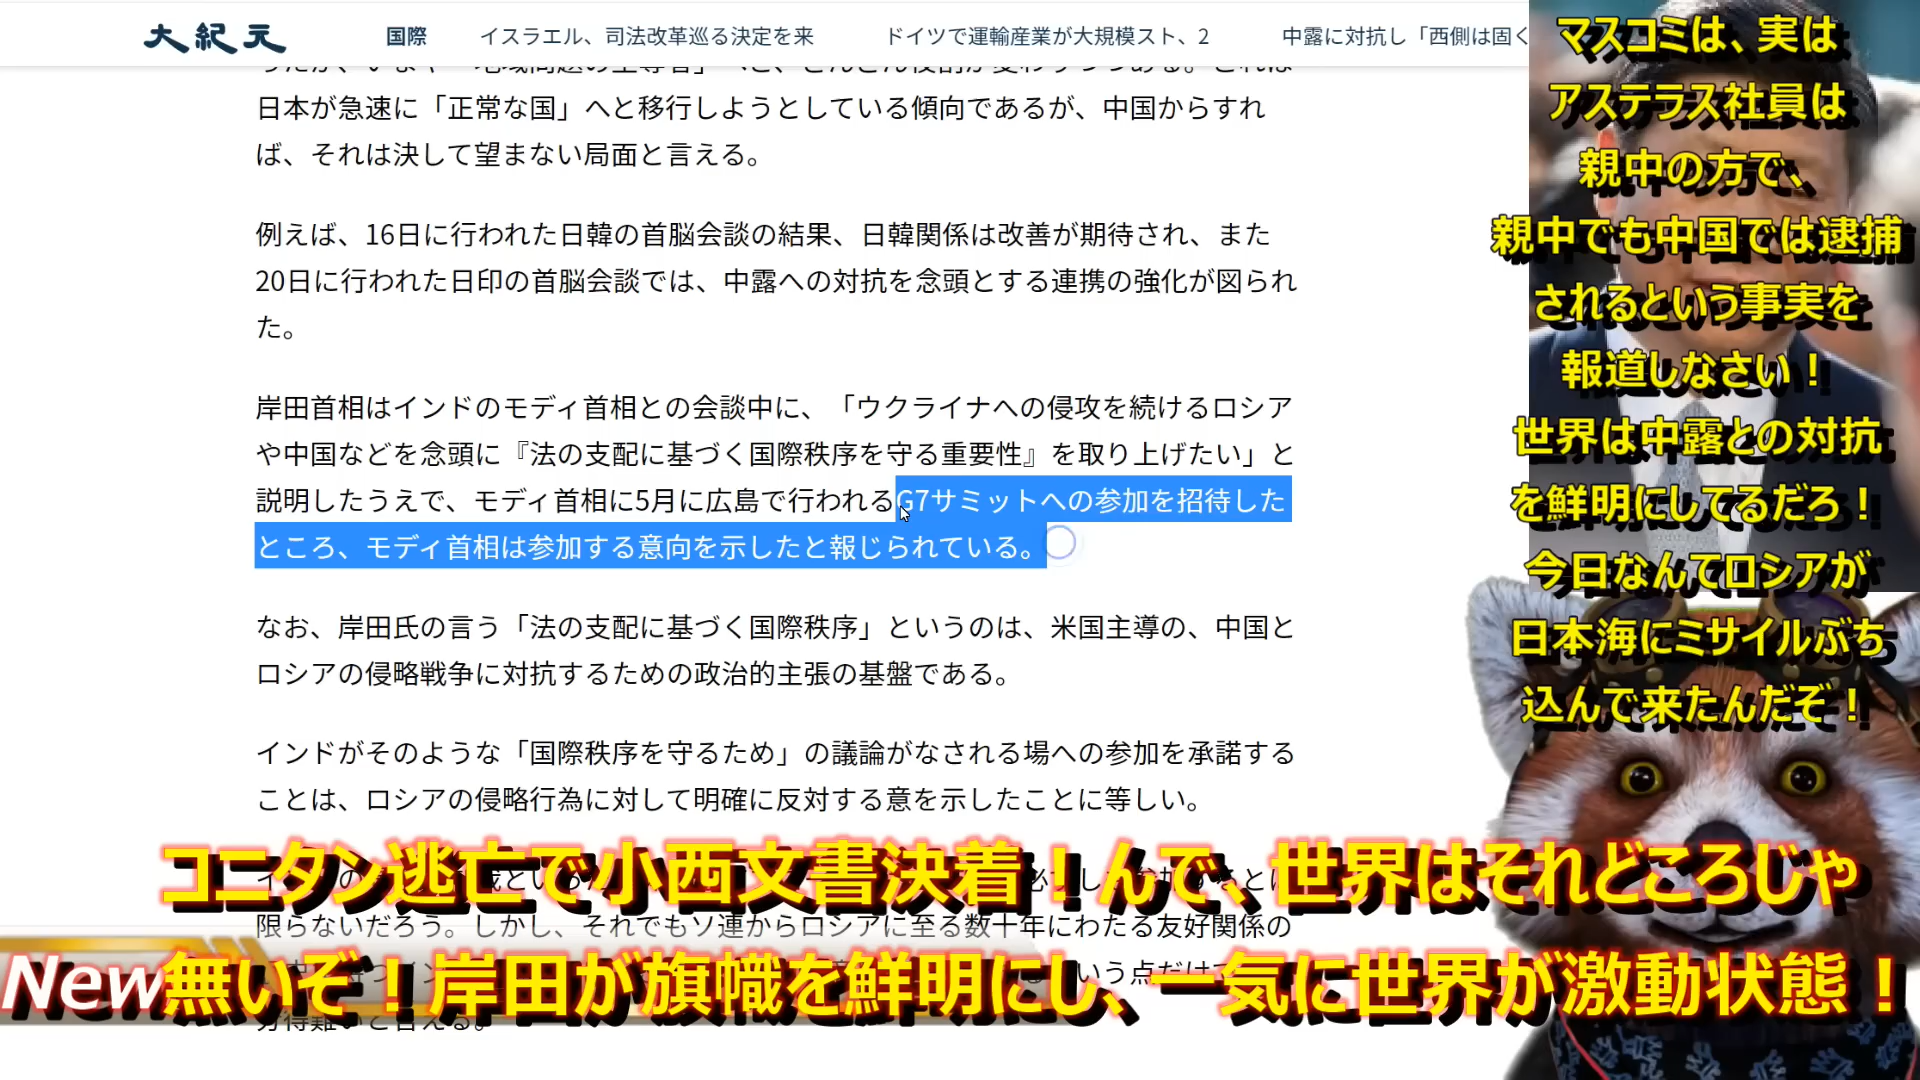 大紀元
国際
イスラエル、司法改革巡る決定を来
ドイツで運輸産業が大規模スト、2
中露に対抗し「西側は固く
日本が急速に「正常な国」へと移行しようとしている傾向であるが、中国からすれ
ば、それは決して望まない局面と言える。
例えば、16日に行われた日韓の首脳会談の結果、日韓関係は改善が期待され、また
20日に行われた日印の首脳会談では、中露への対抗を念頭とする連携の強化が図られ
た。
岸田首相はインドのモディ首相との会談中に、「ウクライナへの侵攻を続けるロシア
や中国などを念頭に『法の支配に基づく国際秩序を守る重要性』を取り上げたい」と
説明したうえで、モディ首相に5月に広島で行われるG7サミットへの参加を招待した
ところ、モディ首相は参加する意向を示したと報じられている。
なお、岸田氏の言う「法の支配に基づく国際秩序」というのは、米国主導の、中国と
ロシアの侵略戦争に対抗するための政治的主張の基盤である。
インドがそのような「国際秩序を守るため」の議論がなされる場への参加を承諾する
ことは、ロシアの侵略行為に対して明確に反対する意を示したことに等しい。
限らないだろう。しかし、それでもソ連からロシアに至る数十年にわたる友好関係の
マスコミは、実は
アステラス社員は
親中の方で、
親中でも中国では逮捕
されるという事実を
報道しなさい！
世界は中露との対抗
を鮮明にしてるだろ！
今日なんてロシアが
日本海にミサイルぶち
込んで来たんだぞ！
コニタン逃亡で小西文書決着！んで、世界はそれどころじゃ
New
無いぞ！岸田が旗幟を鮮明にし、一気に世界が激動状態！